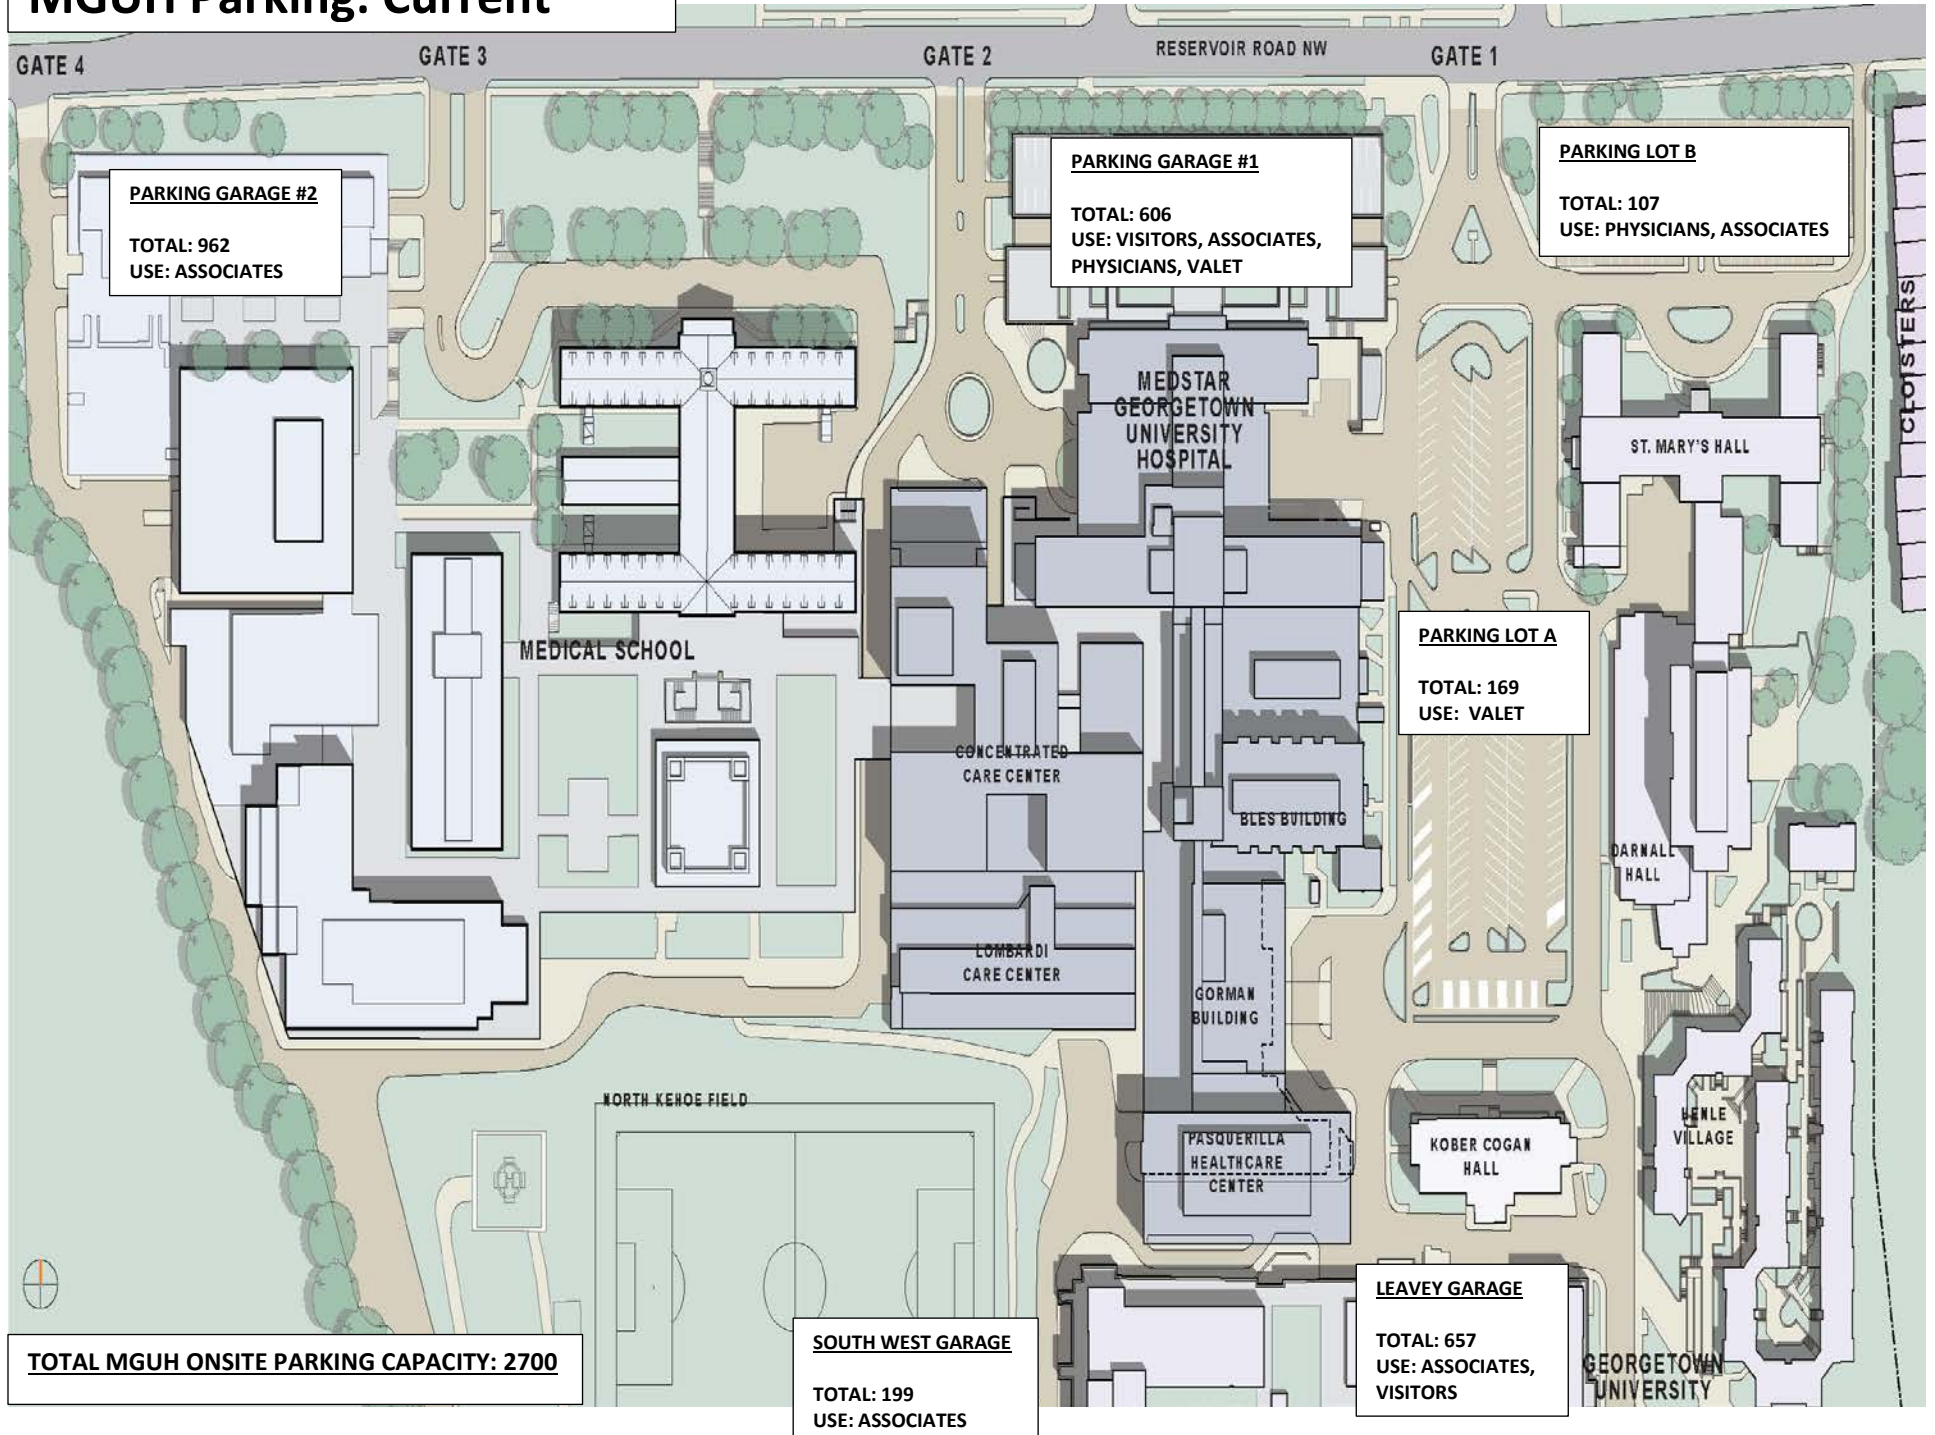 MGUH Parking: Current
GATE 4
GATE 3
GATE 2
RESERVOIR ROAD NW
GATE 1
PARKING GARAGE #2
TOTAL: 962
USE: ASSOCIATES
PARKING GARAGE #1
TOTAL: 606
USE: VISITORS, ASSOCIATES,
PHYSICIANS, VALET
PARKING LOT B
TOTAL: 107
USE: PHYSICIANS, ASSOCIATES
CLOISTERS
MEDSTAR
GEORGETOWN
UNIVERSITY
HOSPITAL
ST. MARY'S HALL
MEDICAL SCHOOL
PARKING LOT A
TOTAL: 169
USE: VALET
CONCENTRATED
CARE CENTER
BLES BUILDING
DARNALL
HALL
LOMBARDI
CARE CENTER
GORMAN
BUILDING
NORTH KEHOE FIELD
PASQUERILLA
HEALTHCARE
CENTER
KOBER COGAN
HALL
HENLE
VILLAGE
TOTAL MGUH ONSITE PARKING CAPACITY: 2700
SOUTH WEST GARAGE
TOTAL: 199
USE: ASSOCIATES
LEAVEY GARAGE
TOTAL: 657
USE: ASSOCIATES,
VISITORS
GEORGETOWN
UNIVERSITY